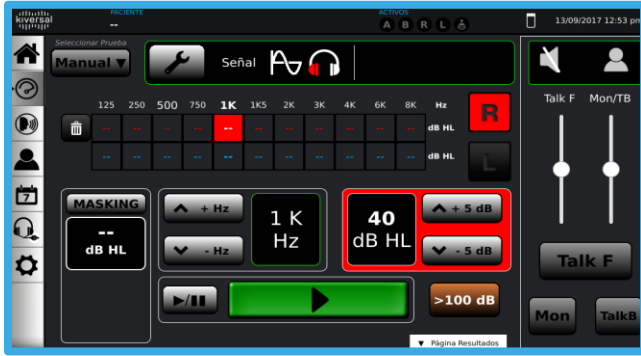 kiversal
PACIENTE
--
ACTIVOS
A B R L
13/09/2017 12:53 pm
Seleccionar Prueba
Manual ▼
Señal
Talk F Mon/TB
125 250 500 750 1K 1K5 2K 3K 4K 6K 8K Hz
-- -- -- -- -- -- -- -- -- -- -- dB HL
R
-- -- -- -- -- -- -- -- -- -- -- dB HL
L
7
MASKING
--
dB HL
+ Hz
- Hz
1 K
Hz
40
dB HL
+ 5 dB
- 5 dB
Talk F
>100 dB
Mon
TalkB
▼ Página Resultados